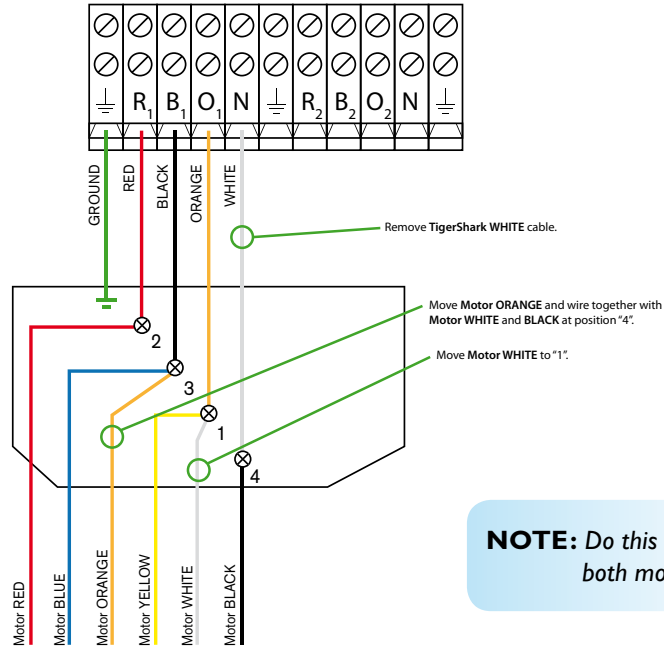 R1 B1 O1 N R2 B2 O2 N
GROUND
RED
BLACK
ORANGE
WHITE
Remove TigerShark WHITE cable.
Move Motor ORANGE and wire together with
Motor WHITE and BLACK at position “4”.
Move Motor WHITE to “1”.
2
3
1
4
NOTE: Do this
both mo
Motor RED
Motor BLUE
Motor ORANGE
Motor YELLOW
Motor WHITE
Motor BLACK